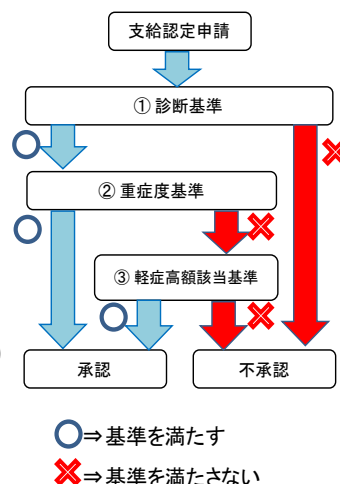 支給認定申請
① 診断基準
② 重症度基準
③ 軽症高額該当基準
承認
不承認
⇒基準を満たす
⇒基準を満たさない